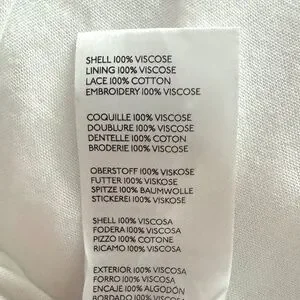 SHELL 100% VISCOSE
LINING 100% VISCOSE
LACE 100% COTTON
EMBROIDERY 100% VISCOSE
COQUILLE 100% VISCOSE
DOUBLURE 100% VISCOSE
DENTELLE 100% COTON
BRODERIE 100% VISCOSE
OBERSTOFF 100% VISKOSE
FUTTER 100% VISKOSE
SPITZE 100% BAUMWOLLE
STICKEREI 100% VISKOSE
SHELL 100% VISCOSA
FODERA 100% VISCOSA
PIZZO 100% COTONE
RICAMO 100% VISCOSA
EXTERIOR 100% VISCOSA
FORRO 100% VISCOSA
ENCAJE 100% ALGODÓN
BORDADO 100% VISCOSA